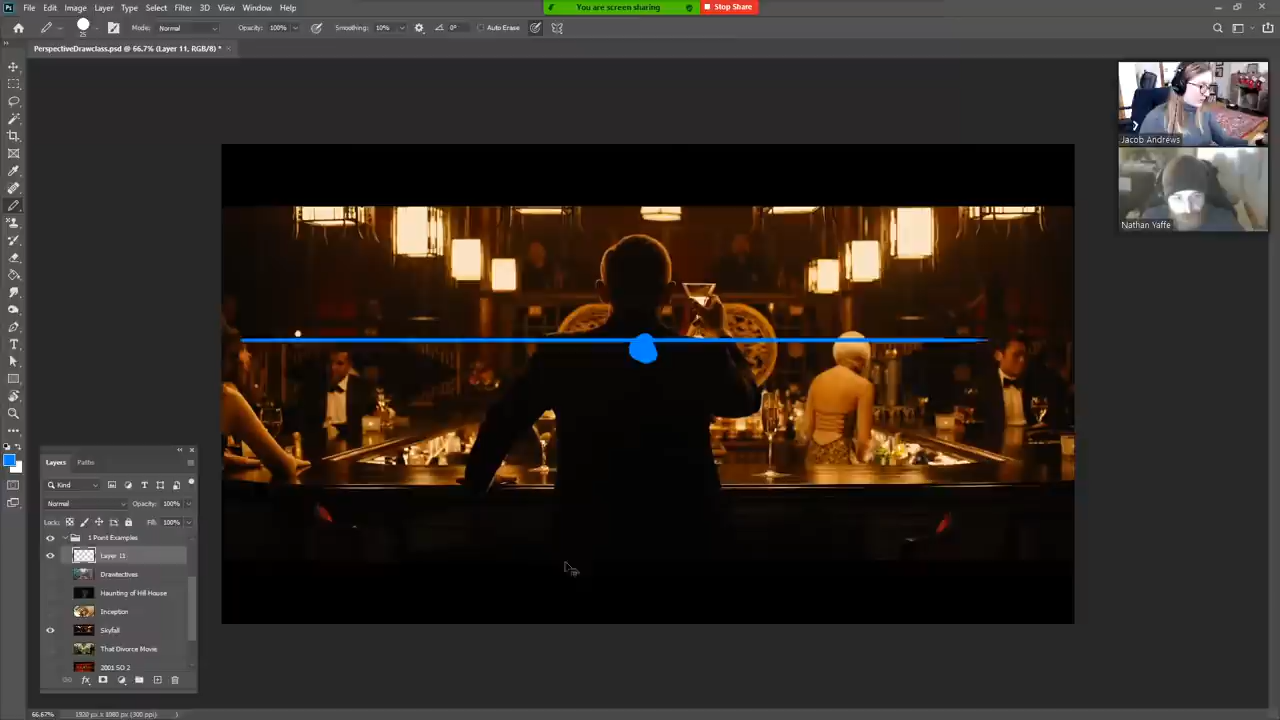 File Edit Image Layer Type Select Filter 3D View Window Help
You are screen sharing Stop Share
25 Mode: Normal Opacity: 100% Smoothing: 10% 0° Auto Erase
PerspectiveDrawclass.psd @ 66.7% (Layer 11, RGB/8) *
Jacob Andrews
Nathan Yaffe
Layers Paths
Kind
Normal Opacity: 100%
Lock: Fill: 100%
1 Point Examples
Layer 11
Drawtectives
Haunting of Hill House
Inception
Skyfall
That Divorce Movie
2001 SO 2
66.67% 1920 px x 1080 px (300 ppi)